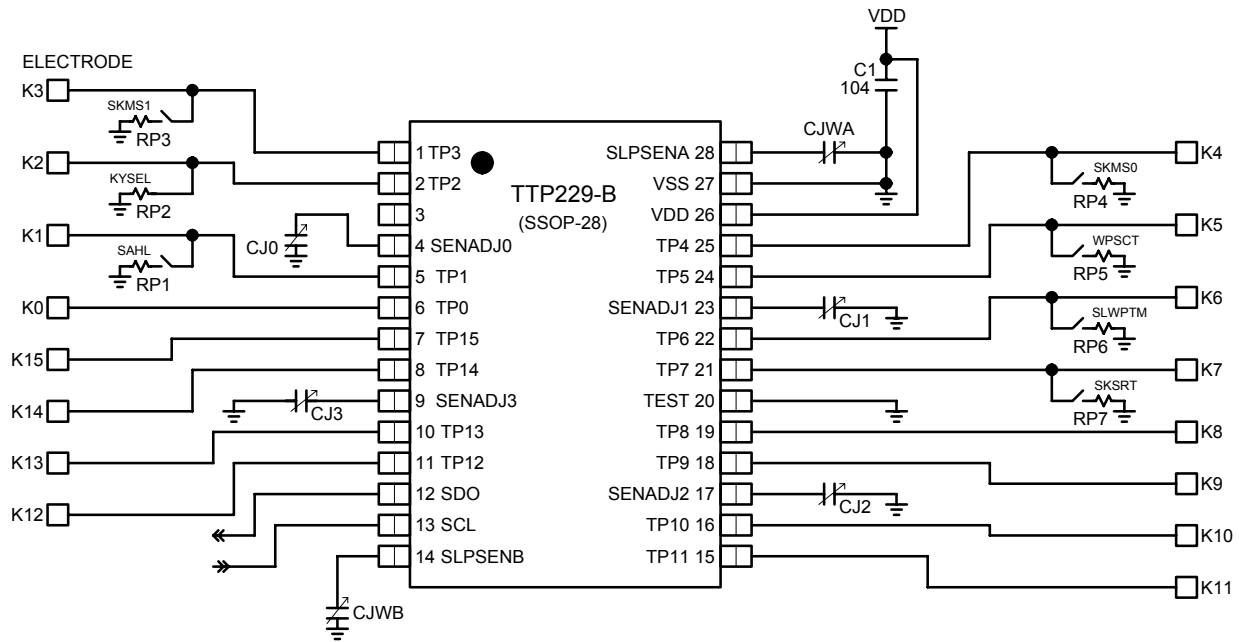 VDD
ELECTRODE
C1
104
K3
SKMS1
RP3
K2
KYSEL
RP2
K1
SAHL
RP1
K0
K15
K14
K13
K12
CJ0
CJ3
CJWB
TTP229-B
(SSOP-28)
1 TP3
2 TP2
3
4 SENADJ0
5 TP1
6 TP0
7 TP15
8 TP14
9 SENADJ3
10 TP13
11 TP12
12 SDO
13 SCL
14 SLPSENB
SLPSENA 28
VSS 27
VDD 26
TP4 25
TP5 24
SENADJ1 23
TP6 22
TP7 21
TEST 20
TP8 19
TP9 18
SENADJ2 17
TP10 16
TP11 15
CJWA
CJ1
CJ2
K4
SKMS0
RP4
K5
WPSCT
RP5
K6
SLWPTM
RP6
K7
SKSRT
RP7
K8
K9
K10
K11